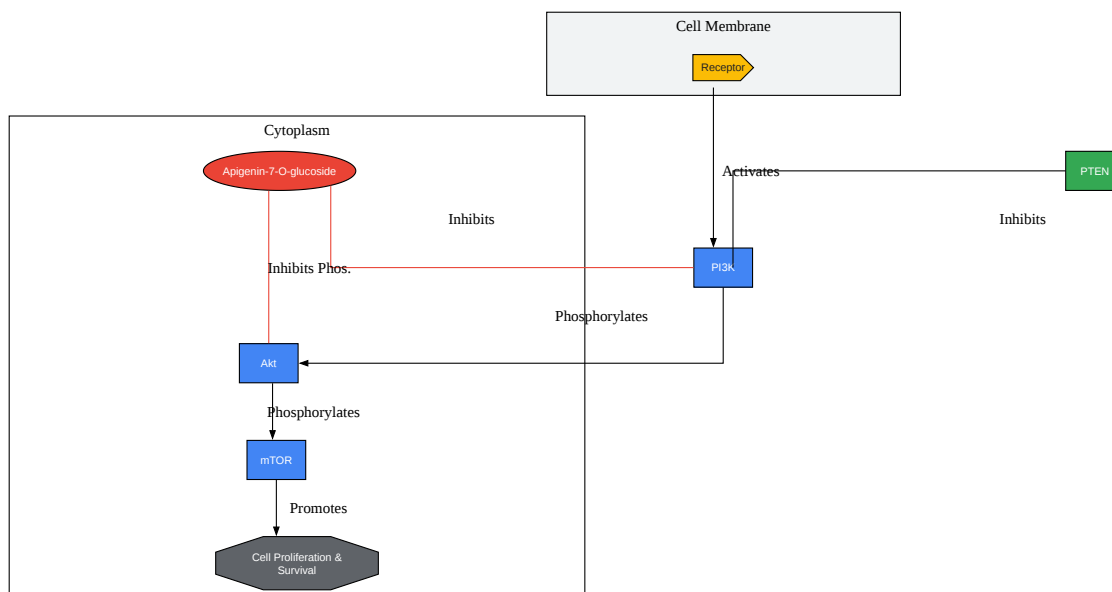 Cell Membrane
Receptor
Cytoplasm
Apigenin-7-O-glucoside
Activates
PTEN
Inhibits
Inhibits
Inhibits Phos.
PI3K
Phosphorylates
Akt
Phosphorylates
mTOR
Promotes
Cell Proliferation &
Survival